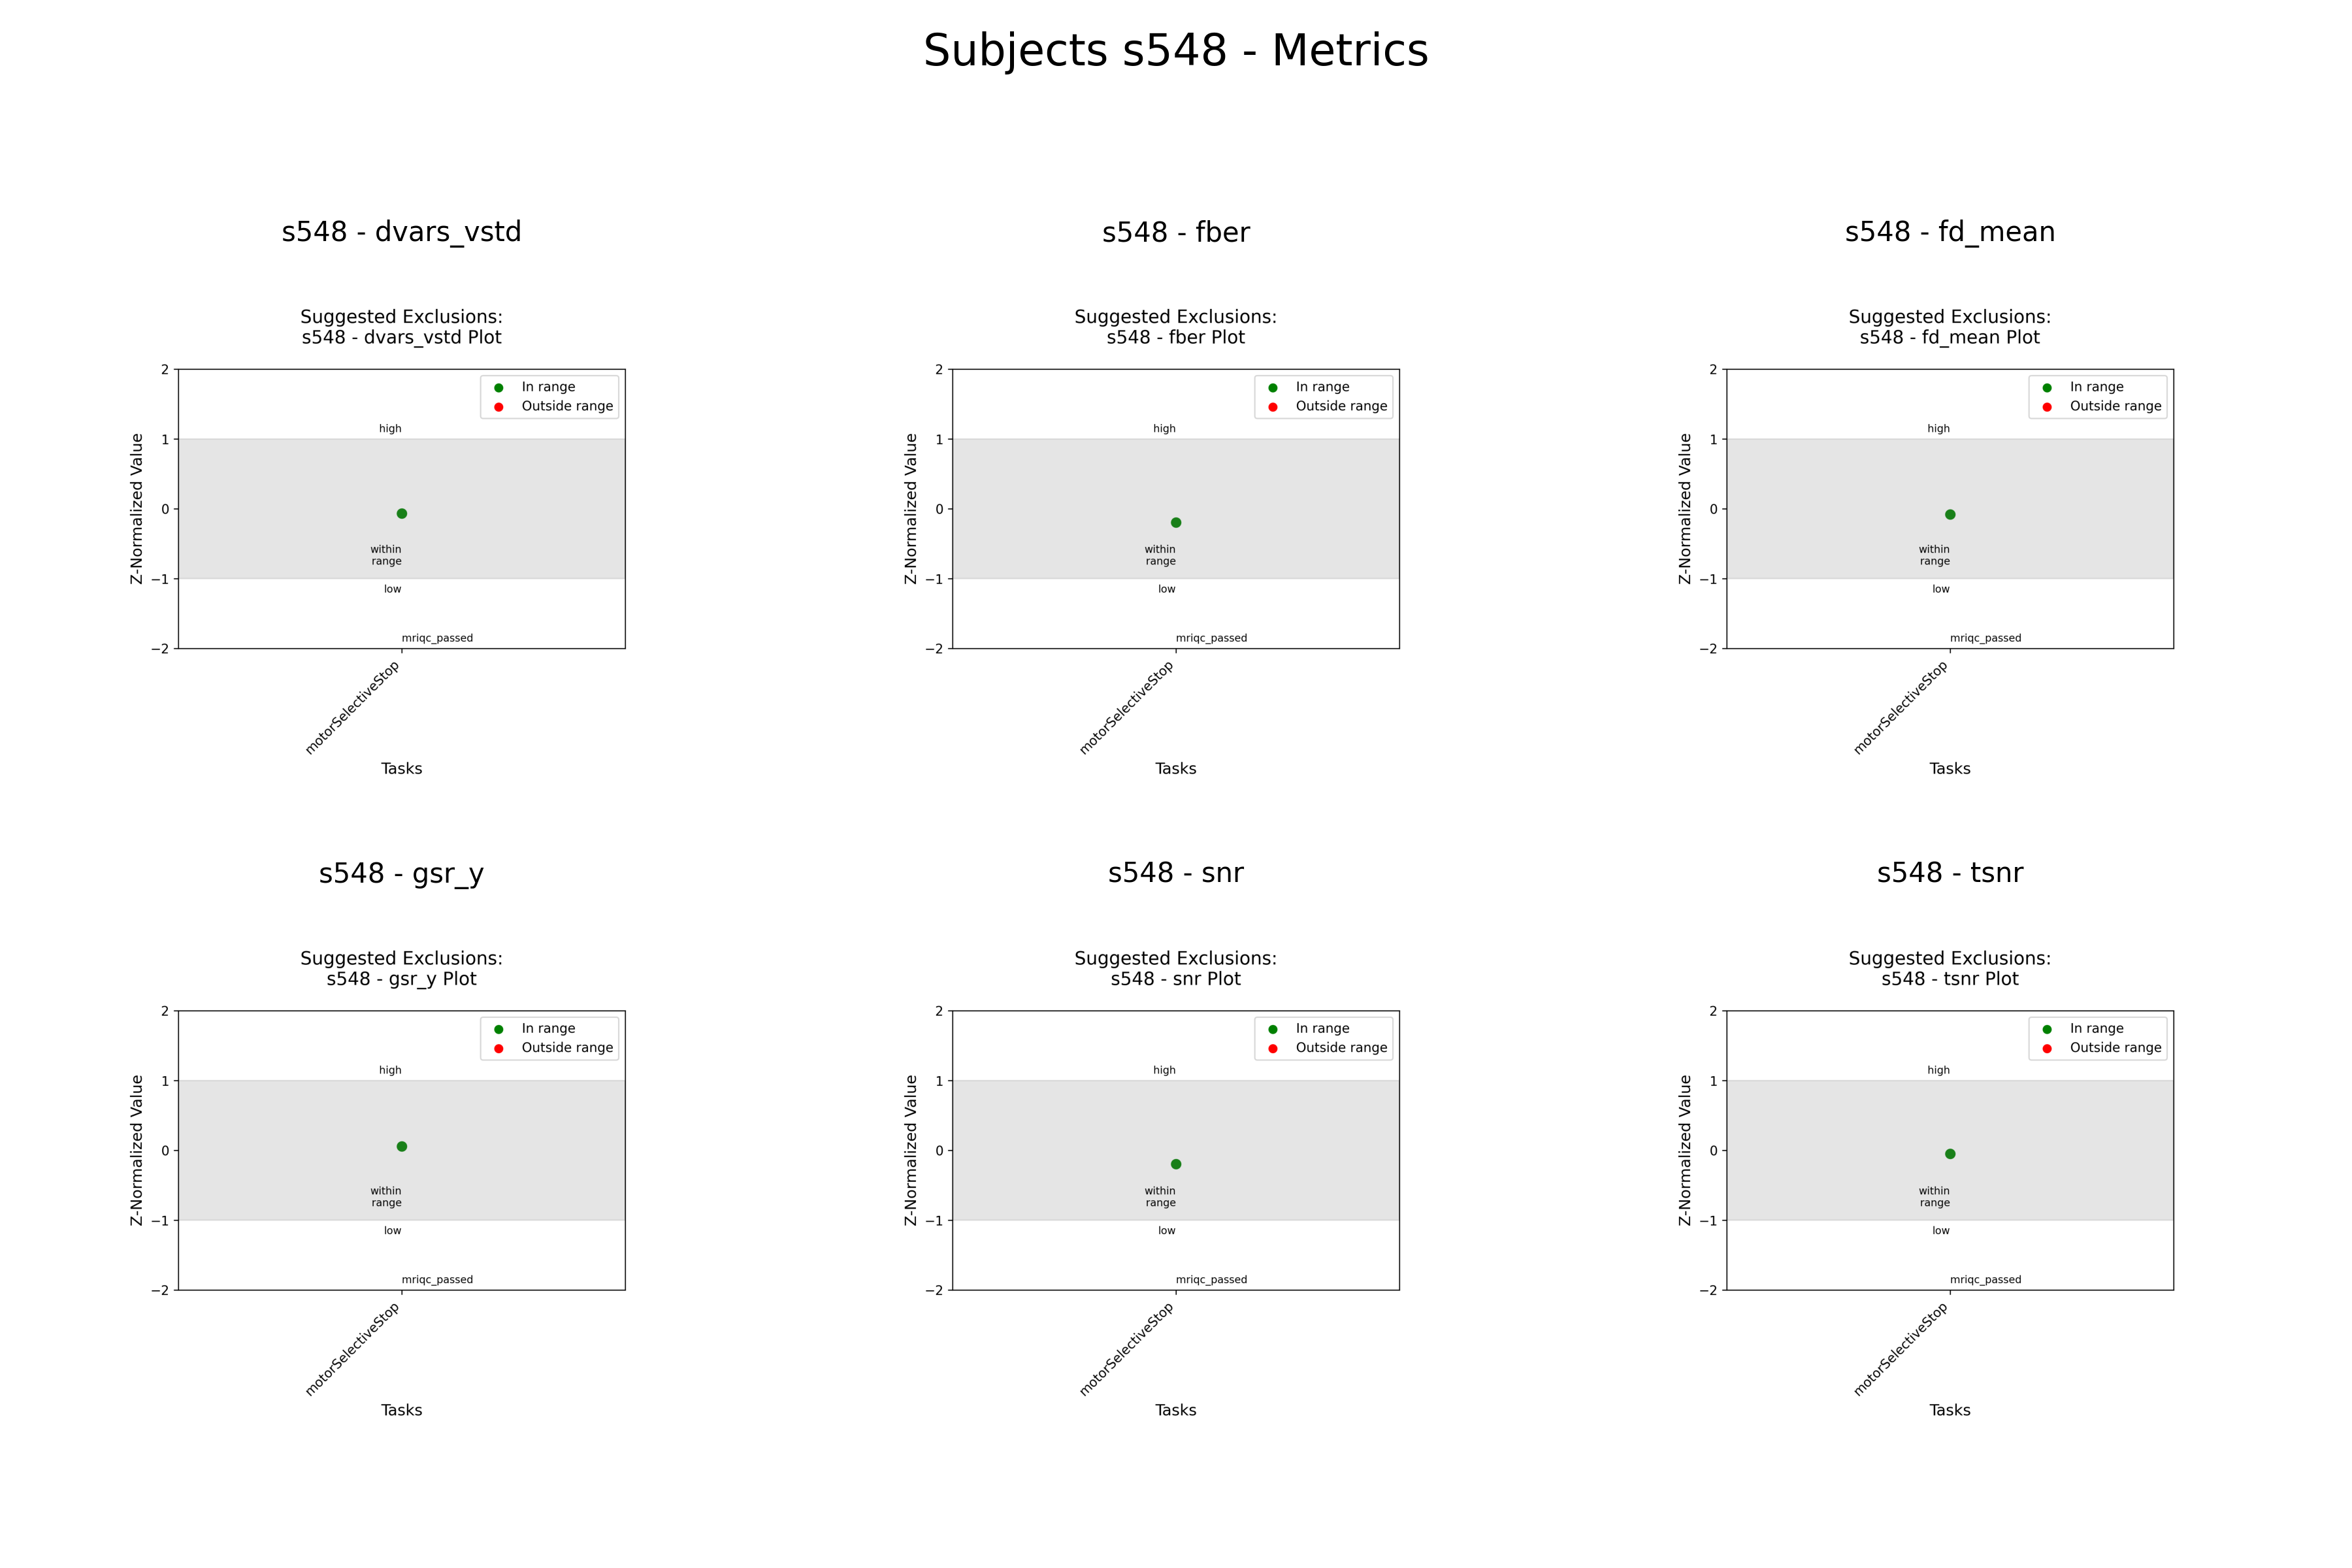 Subjects s548 - Metrics
s548 - dvars_vstd
Suggested Exclusions:
s548 - dvars_vstd Plot
2
1
0
−1
−2
Z-Normalized Value
In range
Outside range
high
within
range
low
mriqc_passed
motorSelectiveStop
Tasks
s548 - fber
Suggested Exclusions:
s548 - fber Plot
2
1
0
−1
−2
Z-Normalized Value
In range
Outside range
high
within
range
low
mriqc_passed
motorSelectiveStop
Tasks
s548 - fd_mean
Suggested Exclusions:
s548 - fd_mean Plot
2
1
0
−1
−2
Z-Normalized Value
In range
Outside range
high
within
range
low
mriqc_passed
motorSelectiveStop
Tasks
s548 - gsr_y
Suggested Exclusions:
s548 - gsr_y Plot
2
1
0
−1
−2
Z-Normalized Value
In range
Outside range
high
within
range
low
mriqc_passed
motorSelectiveStop
Tasks
s548 - snr
Suggested Exclusions:
s548 - snr Plot
2
1
0
−1
−2
Z-Normalized Value
In range
Outside range
high
within
range
low
mriqc_passed
motorSelectiveStop
Tasks
s548 - tsnr
Suggested Exclusions:
s548 - tsnr Plot
2
1
0
−1
−2
Z-Normalized Value
In range
Outside range
high
within
range
low
mriqc_passed
motorSelectiveStop
Tasks